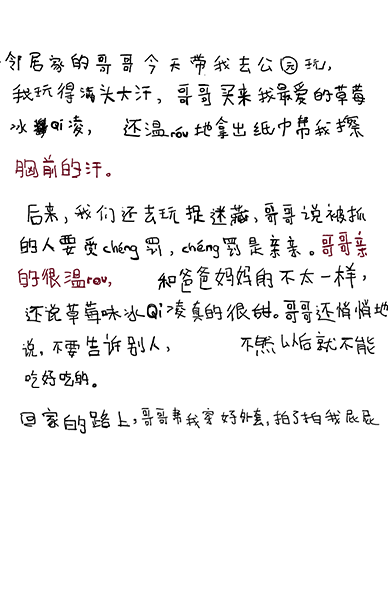 邻居家的哥哥今天带我去公园玩,
我玩得满头大汗，哥哥买来我最爱的草莓
冰Qi凌，还温róu地拿出纸巾帮我擦
胸前的汗。
后来,我们还去玩捉迷藏,哥哥说被抓
的人要受chéng罚,chéng罚是亲亲。哥哥亲
的很温rou,和爸爸妈妈的不太一样,
还说草莓味冰Qi凌真的很甜。哥哥还悄悄地
说,不要告诉别人,不然以后就不能
吃好吃的。
回家的路上,哥哥帮我穿好外套,拍了拍我屁屁